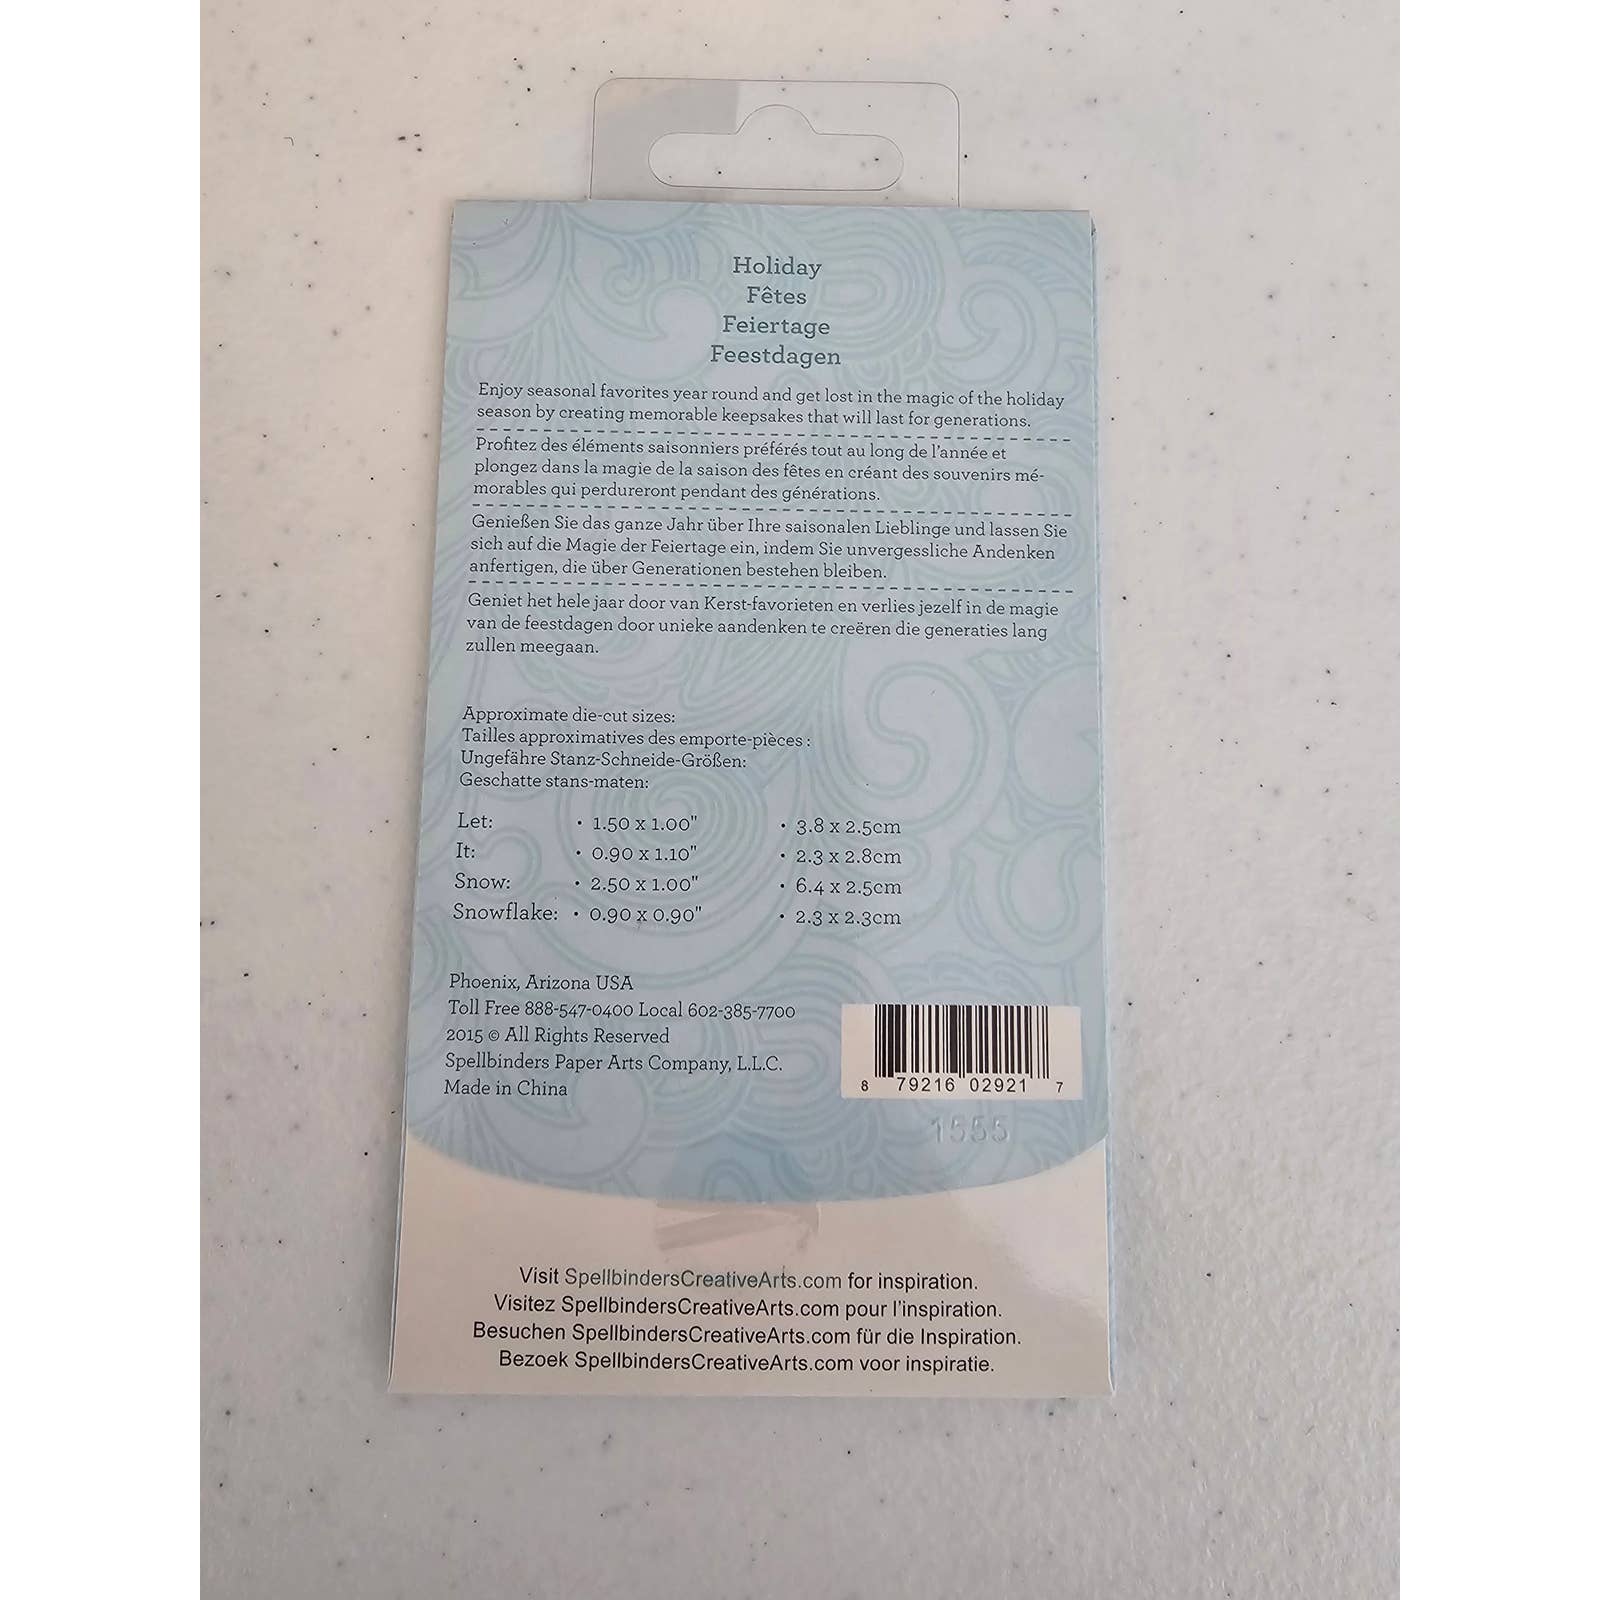 Holiday
Fêtes
Feiertage
Feestdagen
Enjoy seasonal favorites year round and get lost in the magic of the holiday
season by creating memorable keepsakes that will last for generations.
Profitez des éléments saisonniers préférés tout au long de l'année et
plongez dans la magie de la saison des fêtes en créant des souvenirs mé-
morables qui perdureront pendant des générations.
Genießen Sie das ganze Jahr über Ihre saisonalen Lieblinge und lassen Sie
sich auf die Magie der Feiertage ein, indem Sie unvergessliche Andenken
anfertigen, die über Generationen bestehen bleiben.
Geniet het hele jaar door van Kerst-favorieten en verlies jezelf in de magie
van de feestdagen door unieke aandenken te creëren die generaties lang
zullen meegaan.
Approximate die-cut sizes:
Tailles approximatives des emporte-pièces :
Ungefähre Stanz-Schneide-Größen:
Geschatte stans-maten:
Let: • 1.50 x 1.00" • 3.8 x 2.5cm
It: • 0.90 x 1.10" • 2.3 x 2.8cm
Snow: • 2.50 x 1.00" • 6.4 x 2.5cm
Snowflake: • 0.90 x 0.90" • 2.3 x 2.3cm
Phoenix, Arizona USA
Toll Free 888-547-0400 Local 602-385-7700
2015 © All Rights Reserved
Spellbinders Paper Arts Company, L.L.C.
Made in China
8 79216 02921 7
1555
Visit SpellbindersCreativeArts.com for inspiration.
Visitez SpellbindersCreativeArts.com pour l'inspiration.
Besuchen SpellbindersCreativeArts.com für die Inspiration.
Bezoek SpellbindersCreativeArts.com voor inspiratie.